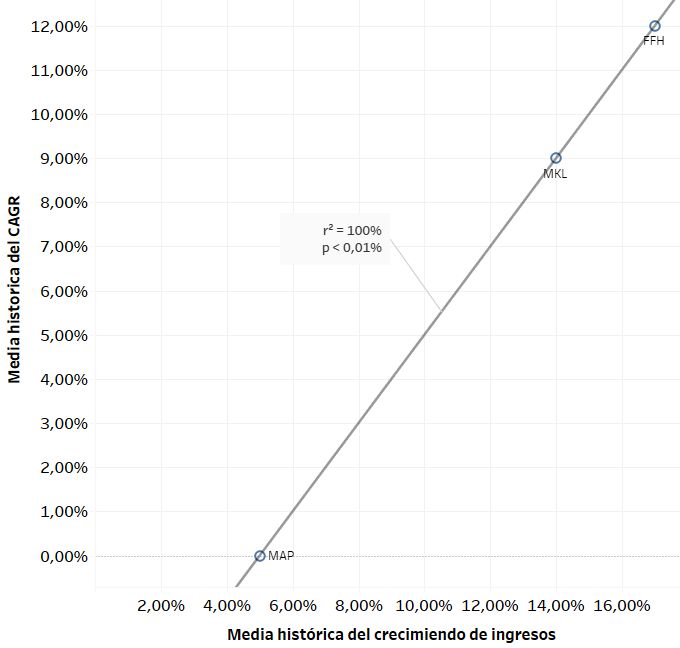 12,00%
FFH
11,00%
10,00%
9,00%
MKL
8,00%
r² = 100%
p < 0,01%
7,00%
6,00%
5,00%
4,00%
3,00%
2,00%
1,00%
0,00%
MAP
Media historica del CAGR
2,00% 4,00% 6,00% 8,00% 10,00% 12,00% 14,00% 16,00%
Media histórica del crecimiendo de ingresos